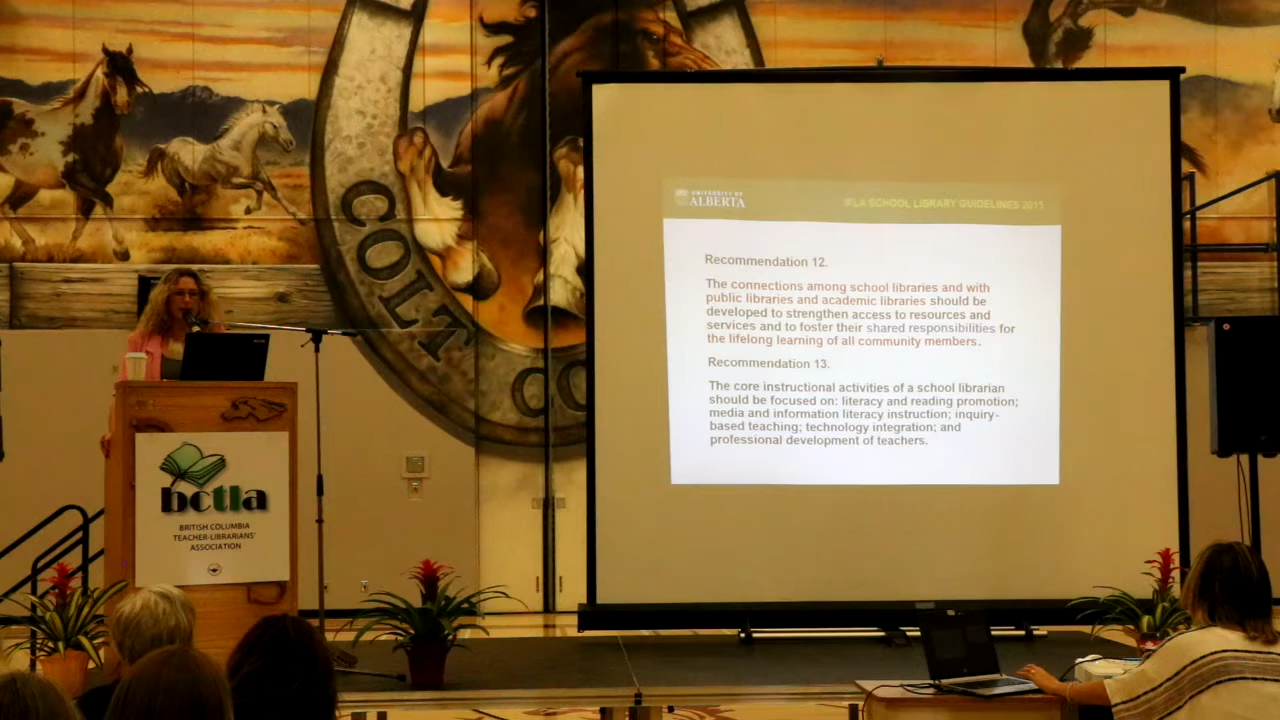 COLT
CO
UNIVERSITY OF
ALBERTA
IFLA SCHOOL LIBRARY GUIDELINES 2015
Recommendation 12.
The connections among school libraries and with
public libraries and academic libraries should be
developed to strengthen access to resources and
services and to foster their shared responsibilities for
the lifelong learning of all community members.
Recommendation 13.
The core instructional activities of a school librarian
should be focused on: literacy and reading promotion;
media and information literacy instruction; inquiry-
based teaching; technology integration; and
professional development of teachers.
bctla
BRITISH COLUMBIA
TEACHER-LIBRARIANS'
ASSOCIATION